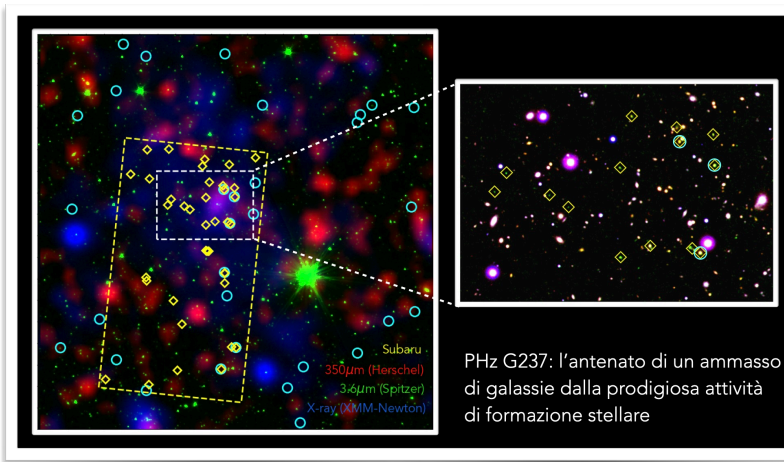 Subaru
350μm (Herschel)
3.6μm (Spitzer)
X-ray (XMM-Newton)
PHz G237: l’antenato di un ammasso
di galassie dalla prodigiosa attività
di formazione stellare